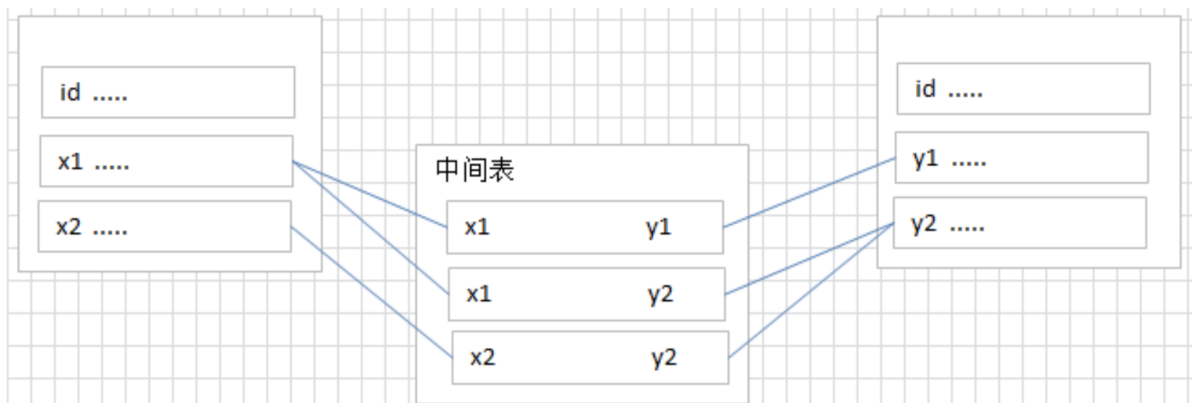 id .....
x1 .....
x2 .....
中间表
x1 y1
x1 y2
x2 y2
id .....
y1 .....
y2 .....